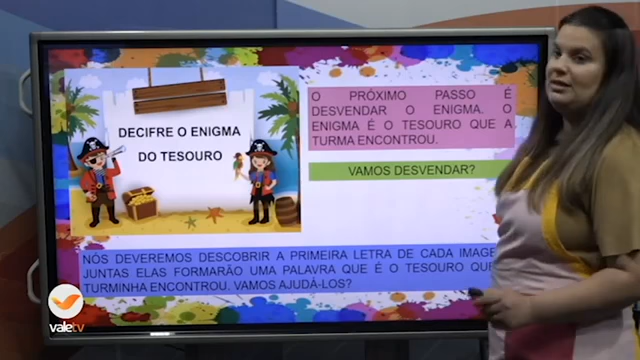 DECIFRE O ENIGMA
DO TESOURO
O PRÓXIMO PASSO É
DESVENDAR O ENIGMA. O
ENIGMA É O TESOURO QUE A
TURMA ENCONTROU.
VAMOS DESVENDAR?
NÓS DEVEREMOS DESCOBRIR A PRIMEIRA LETRA DE CADA IMAGE
JUNTAS ELAS FORMARÃO UMA PALAVRA QUE É O TESOURO QUE
TURMINHA ENCONTROU. VAMOS AJUDÁ-LOS?
valetv